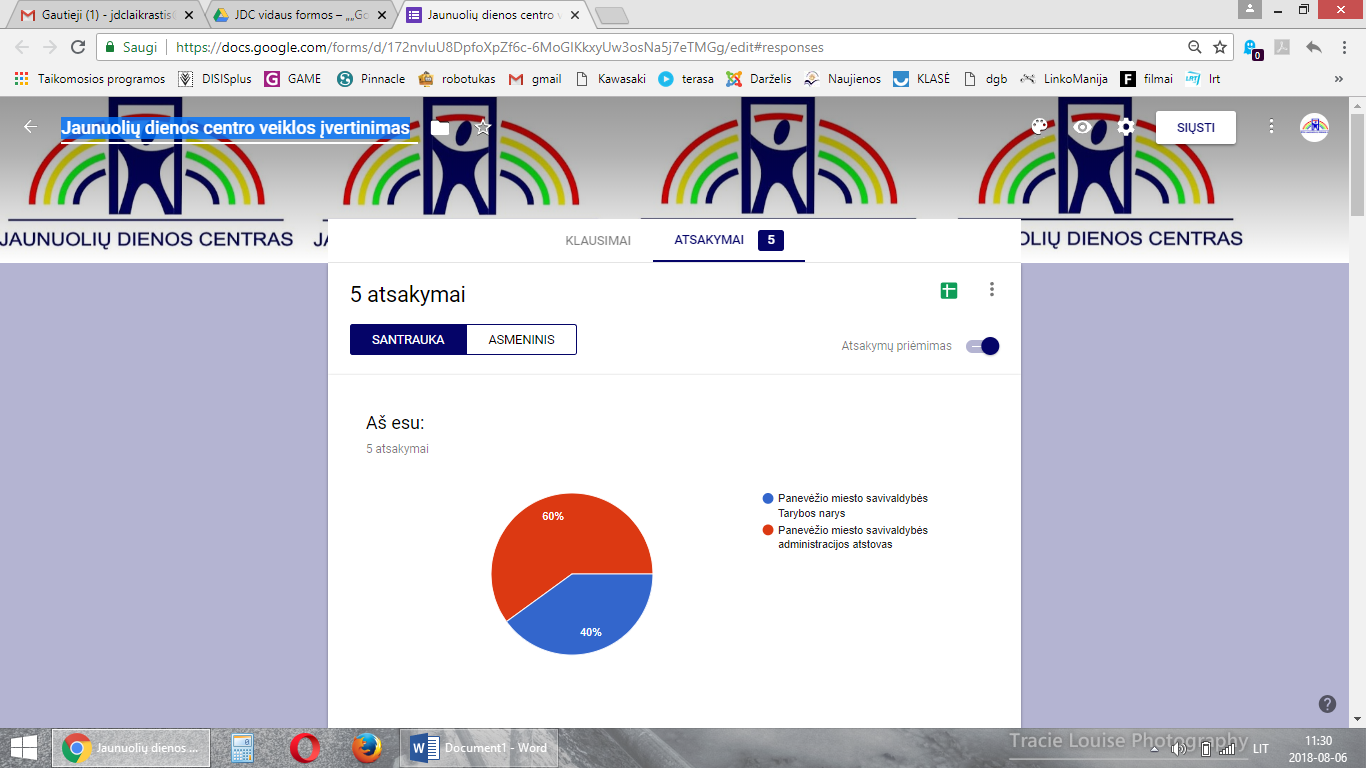 Gautieji (1) - jdclaikrastis
JDC vidaus formos – „Go
Jaunuolių dienos centro v
Saugi
https://docs.google.com/forms/d/172nvluU8DpfoXpZf6c-6MoGIKkxyUw3osNa5j7eTMGg/edit#responses
0
Taikomosios programos
DISISplus
GAME
Pinnacle
robotukas
gmail
Kawasaki
terasa
Darželis
Naujienos
KLASĖ
dgb
LinkoManija
filmai
lrt
»
Jaunuolių dienos centro veiklos įvertinimas
SIŲSTI
JAUNUOLIŲ DIENOS CENTRAS
OLIŲ DIENOS CENTRAS
KLAUSIMAI
ATSAKYMAI 5
5 atsakymai
SANTRAUKA
ASMENINIS
Atsakymų priėmimas
Aš esu:
5 atsakymai
60%
40%
Panevėžio miesto savivaldybės
Tarybos narys
Panevėžio miesto savivaldybės
administracijos atstovas
Jaunuolių dienos ...
Document1 - Word
Tracie Louise Photography
LIT
11:30
2018-08-06